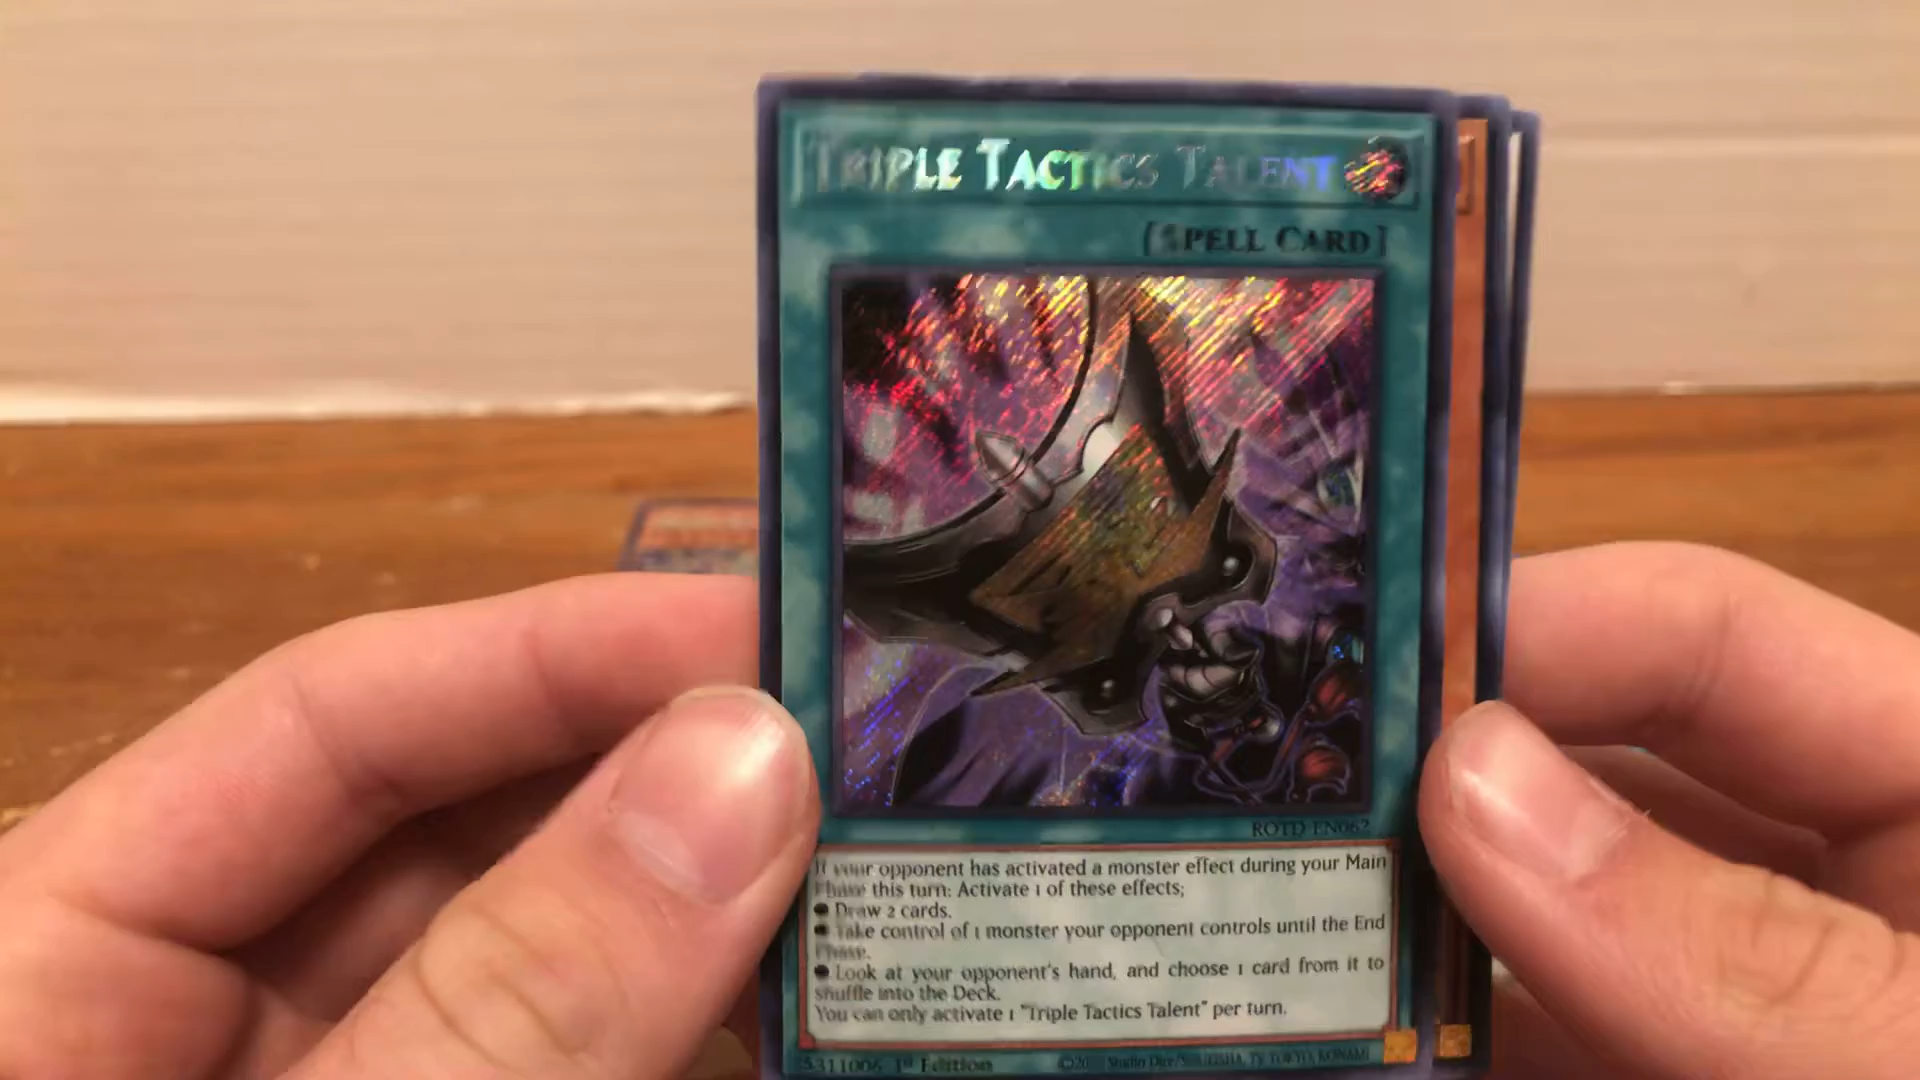 TRIPLE TACTICS TALENT
[SPELL CARD]
ROTD-EN062
If your opponent has activated a monster effect during your Main
Phase this turn: Activate 1 of these effects;
● Draw 2 cards.
● Take control of 1 monster your opponent controls until the End
Phase.
● Look at your opponent's hand, and choose 1 card from it to
shuffle into the Deck.
You can only activate 1 "Triple Tactics Talent" per turn.
1st Edition
Studio Dice/SHUEISHA, TV TOKYO, KONAMI